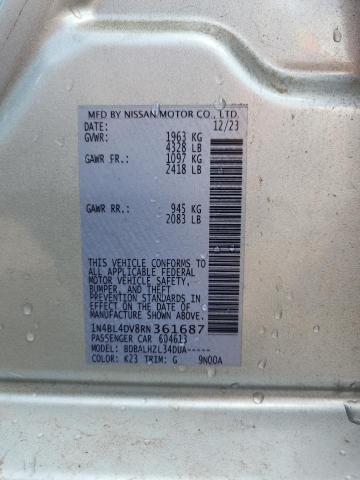 MFD BY NISSAN MOTOR CO., LTD.
DATE: 12/23
GVWR: 1963 KG
4328 LB
GAWR FR.: 1097 KG
2418 LB
GAWR RR.: 945 KG
2083 LB
THIS VEHICLE CONFORMS TO
ALL APPLICABLE FEDERAL
MOTOR VEHICLE SAFETY,
BUMPER, AND THEFT
PREVENTION STANDARDS
IN EFFECT ON THE DATE OF
MANUFACTURE SHOWN ABOVE.
1N4BL4DV8RN361687
PASSENGER CAR 604613
MODEL: BDBALHZL34DUA-----
COLOR: K23 TRIM: G 9N00A